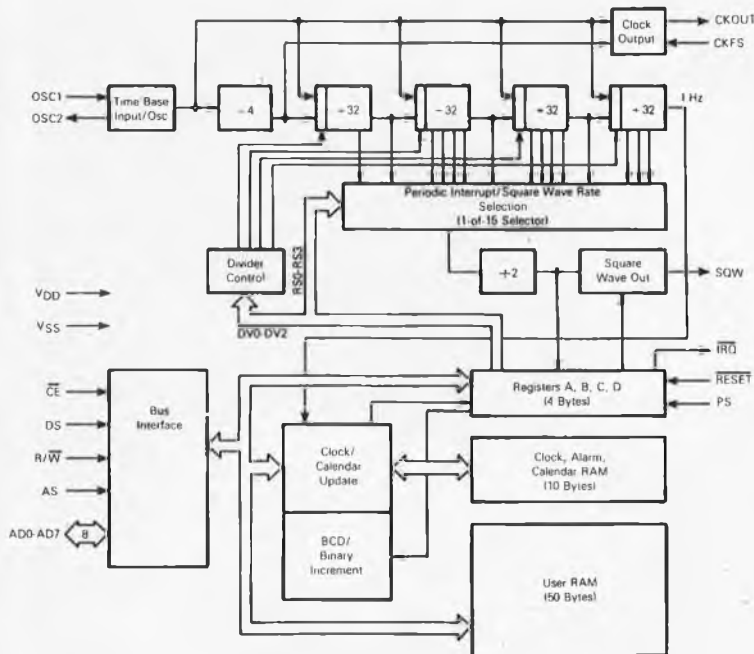 Clock
Output
CKOUT
CKFS
OSC1
OSC2
Time Base
Input/Osc
÷4
÷32
÷32
÷32
÷32
1 Hz
Periodic Interrupt/Square Wave Rate
Selection
(1-of-15 Selector)
Divider
Control
RS0-RS3
÷2
Square
Wave Out
SQW
VDD
VSS
DV0-DV2
IRQ
RESET
PS
Registers A, B, C, D
(4 Bytes)
CE
DS
R/W
AS
AD0-AD7
8
Bus
Interface
Clock/
Calendar
Update
BCD/
Binary
Increment
Clock, Alarm,
Calendar RAM
(10 Bytes)
User RAM
(50 Bytes)